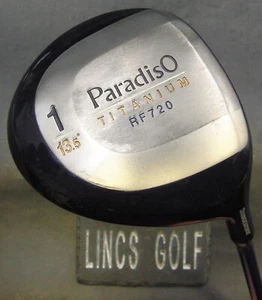 1
13.5°
ParadisO
TITANIUM
RF720
LINCS GOLF